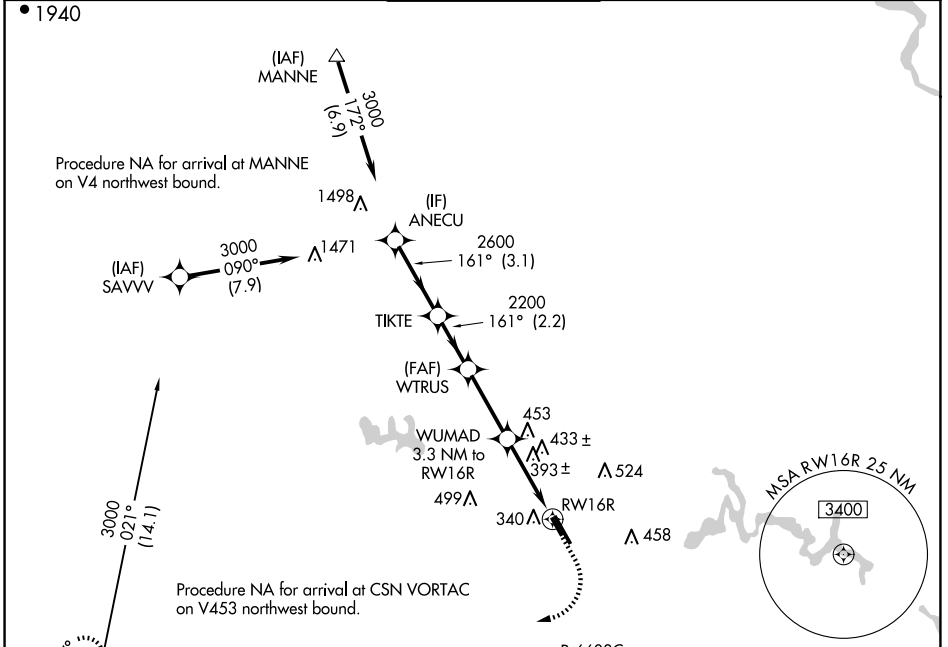 1940
(IAF)
MANNE
3000
172°
(6.9)
Procedure NA for arrival at MANNE
on V4 northwest bound.
1498
(IF)
ANECU
1471
3000
090°
(7.9)
(IAF)
SAVVV
2600
161° (3.1)
TIKTE
2200
161° (2.2)
(FAF)
WTRUS
453
WUMAD
3.3 NM to
RW16R
433 ±
393 ±
524
499
340
RW16R
458
MSA RW16R 25 NM
3400
3000
021°
(14.1)
Procedure NA for arrival at CSN VORTAC
on V453 northwest bound.